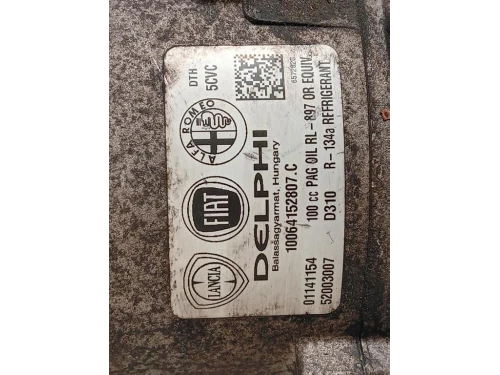 DTH
5CVC
ALFA ROMEO
FIAT
LANCIA
DELPHI
Balassagyarmat, Hungary
10064152807.C
100 cc PAG OIL RL-897 OR EQUIV.
D310 R-134a REFRIGERANT
01141154
52003007